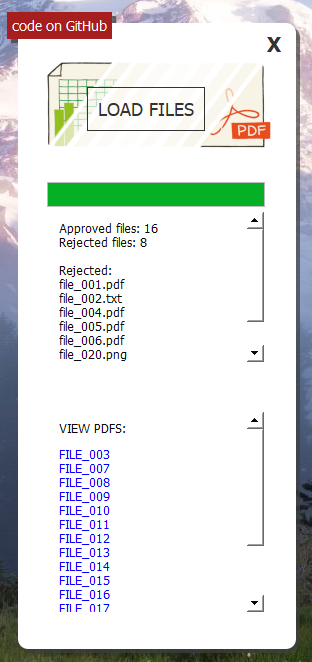 code on GitHub
X
LOAD FILES
PDF
Approved files: 16
Rejected files: 8
Rejected:
file_001.pdf
file_002.txt
file_004.pdf
file_005.pdf
file_006.pdf
file_020.png
VIEW PDFS:
FILE_003
FILE_007
FILE_008
FILE_009
FILE_010
FILE_011
FILE_012
FILE_013
FILE_014
FILE_015
FILE_016
FILE_017